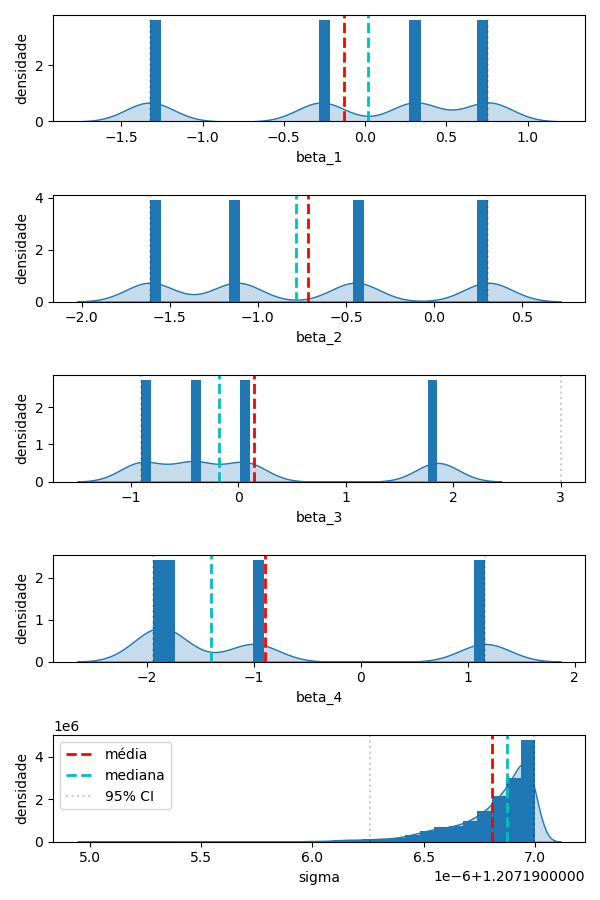 densidade
2
0
−1.5 −1.0 −0.5 0.0 0.5 1.0
beta_1
densidade
4
2
0
−2.0 −1.5 −1.0 −0.5 0.0 0.5
beta_2
densidade
2
1
0
−1 0 1 2 3
beta_3
densidade
2
1
0
−2 −1 0 1 2
beta_4
1e6
densidade
4
2
0
média
mediana
95% CI
5.0 5.5 6.0 6.5 7.0
sigma
1e−6+1.2071900000